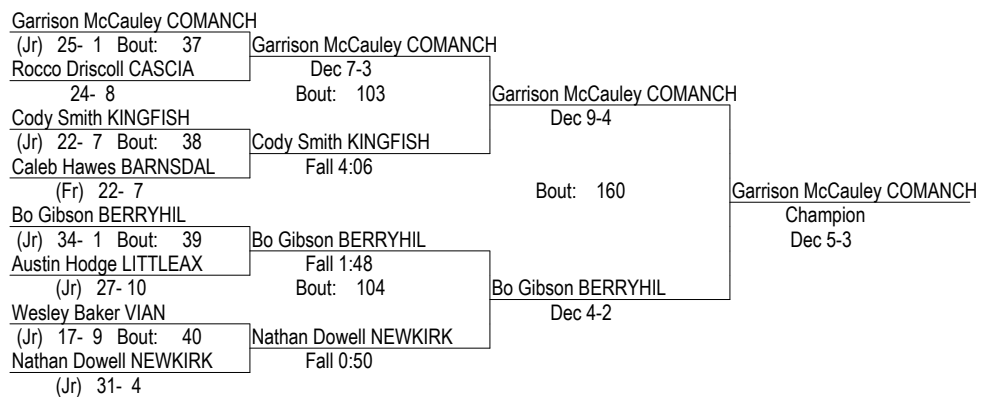 Garrison McCauley COMANCH
(Jr) 25- 1 Bout: 37
Rocco Driscoll CASCIA
24- 8
Cody Smith KINGFISH
(Jr) 22- 7 Bout: 38
Caleb Hawes BARNSDAL
(Fr) 22- 7
Bo Gibson BERRYHIL
(Jr) 34- 1 Bout: 39
Austin Hodge LITTLEAX
(Jr) 27- 10
Wesley Baker VIAN
(Jr) 17- 9 Bout: 40
Nathan Dowell NEWKIRK
(Jr) 31- 4
Garrison McCauley COMANCH
Dec 7-3
Bout: 103
Cody Smith KINGFISH
Fall 4:06
Bo Gibson BERRYHIL
Fall 1:48
Bout: 104
Nathan Dowell NEWKIRK
Fall 0:50
Garrison McCauley COMANCH
Dec 9-4
Bout: 160
Bo Gibson BERRYHIL
Dec 4-2
Garrison McCauley COMANCH
Champion
Dec 5-3